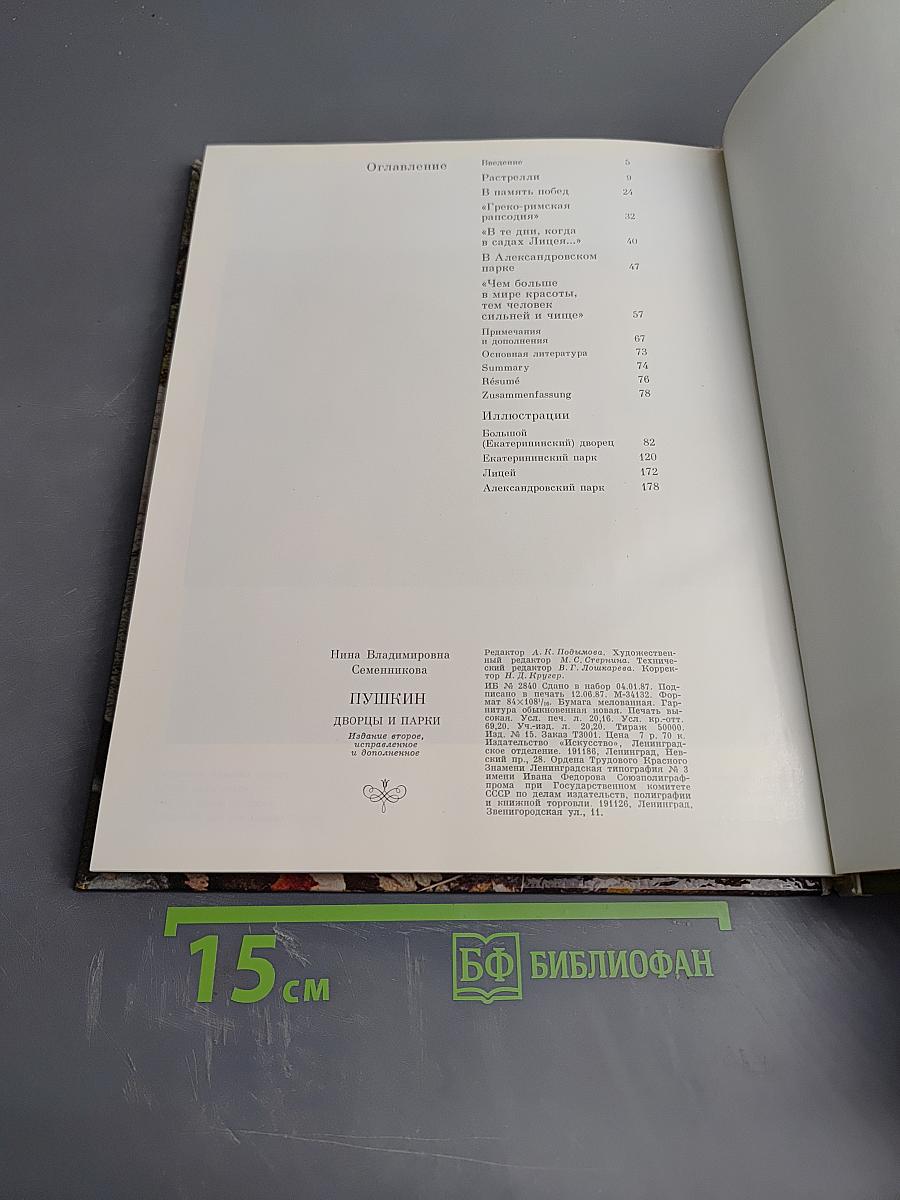 Оглавление
Введение 5
Растрелли 9
В память побед 24
«Греко-римская
рапсодия» 32
«В те дни, когда
в садах Лицея...» 40
В Александровском
парке 47
«Чем больше
в мире красоты,
тем человек
сильней и чище» 57
Примечания
и дополнения 67
Основная литература 73
Summary 74
Résumé 76
Zusammenfassung 78
Иллюстрации
Большой
(Екатерининский) дворец 82
Екатерининский парк 120
Лицей 172
Александровский парк 178
Нина Владимировна
Семенникова
ПУШКИН
ДВОРЦЫ И ПАРКИ
Издание второе,
исправленное
и дополненное
Редактор А. К. Подымова. Художествен-
ный редактор М. С. Стернина. Техниче-
ский редактор В. Г. Лошкарева. Коррек-
тор Н. Д. Кругер.
ИБ № 2840 Сдано в набор 04.01.87. Под-
писано в печать 12.06.87. М-34132. Фор-
мат 84×108¹/₁₆. Бумага мелованная. Гар-
нитура обыкновенная новая. Печать вы-
сокая. Усл. печ. л. 20,16. Усл. кр.-отт.
69,20. Уч.-изд. л. 20,20. Тираж 50000.
Изд. № 15. Заказ Т3001. Цена 7 р. 70 к.
Издательство «Искусство», Ленинград-
ское отделение. 191186, Ленинград, Нев-
ский пр., 28. Ордена Трудового Красного
Знамени Ленинградская типография № 3
имени Ивана Федорова Союзполиграф-
прома при Государственном комитете
СССР по делам издательств, полиграфии
и книжной торговли. 191126, Ленинград,
Звенигородская ул., 11.
15 см
БФ БИБЛИОФАН